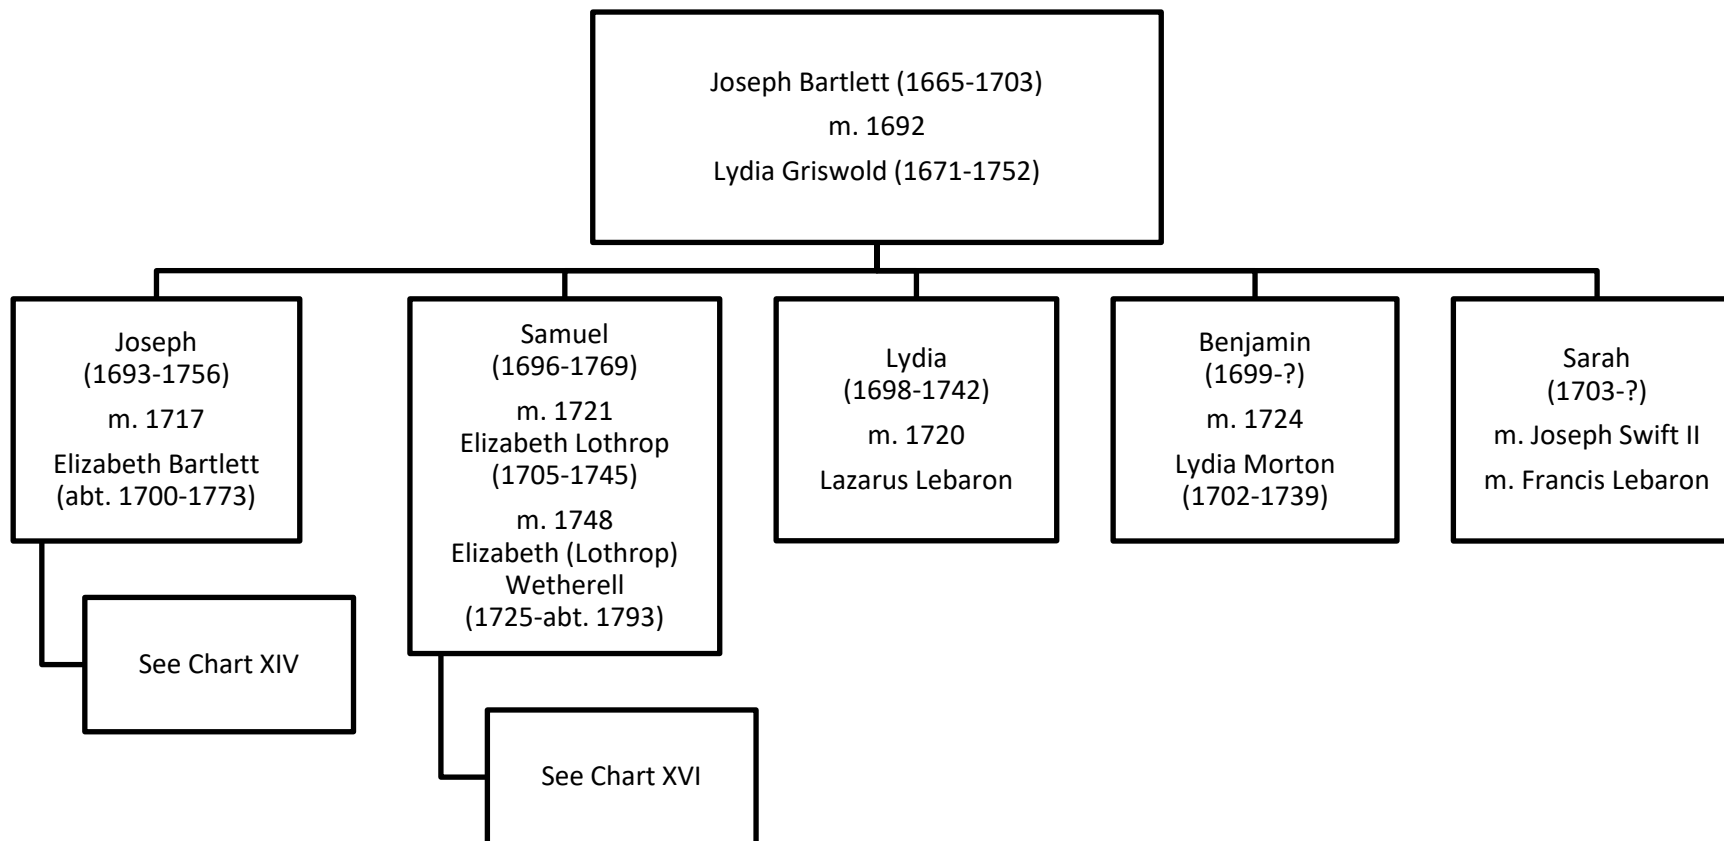 Joseph Bartlett (1665-1703)
m. 1692
Lydia Griswold (1671-1752)
Joseph
(1693-1756)
m. 1717
Elizabeth Bartlett
(abt. 1700-1773)
See Chart XIV
Samuel
(1696-1769)
m. 1721
Elizabeth Lothrop
(1705-1745)
m. 1748
Elizabeth (Lothrop)
Wetherell
(1725-abt. 1793)
See Chart XVI
Lydia
(1698-1742)
m. 1720
Lazarus Lebaron
Benjamin
(1699-?)
m. 1724
Lydia Morton
(1702-1739)
Sarah
(1703-?)
m. Joseph Swift II
m. Francis Lebaron